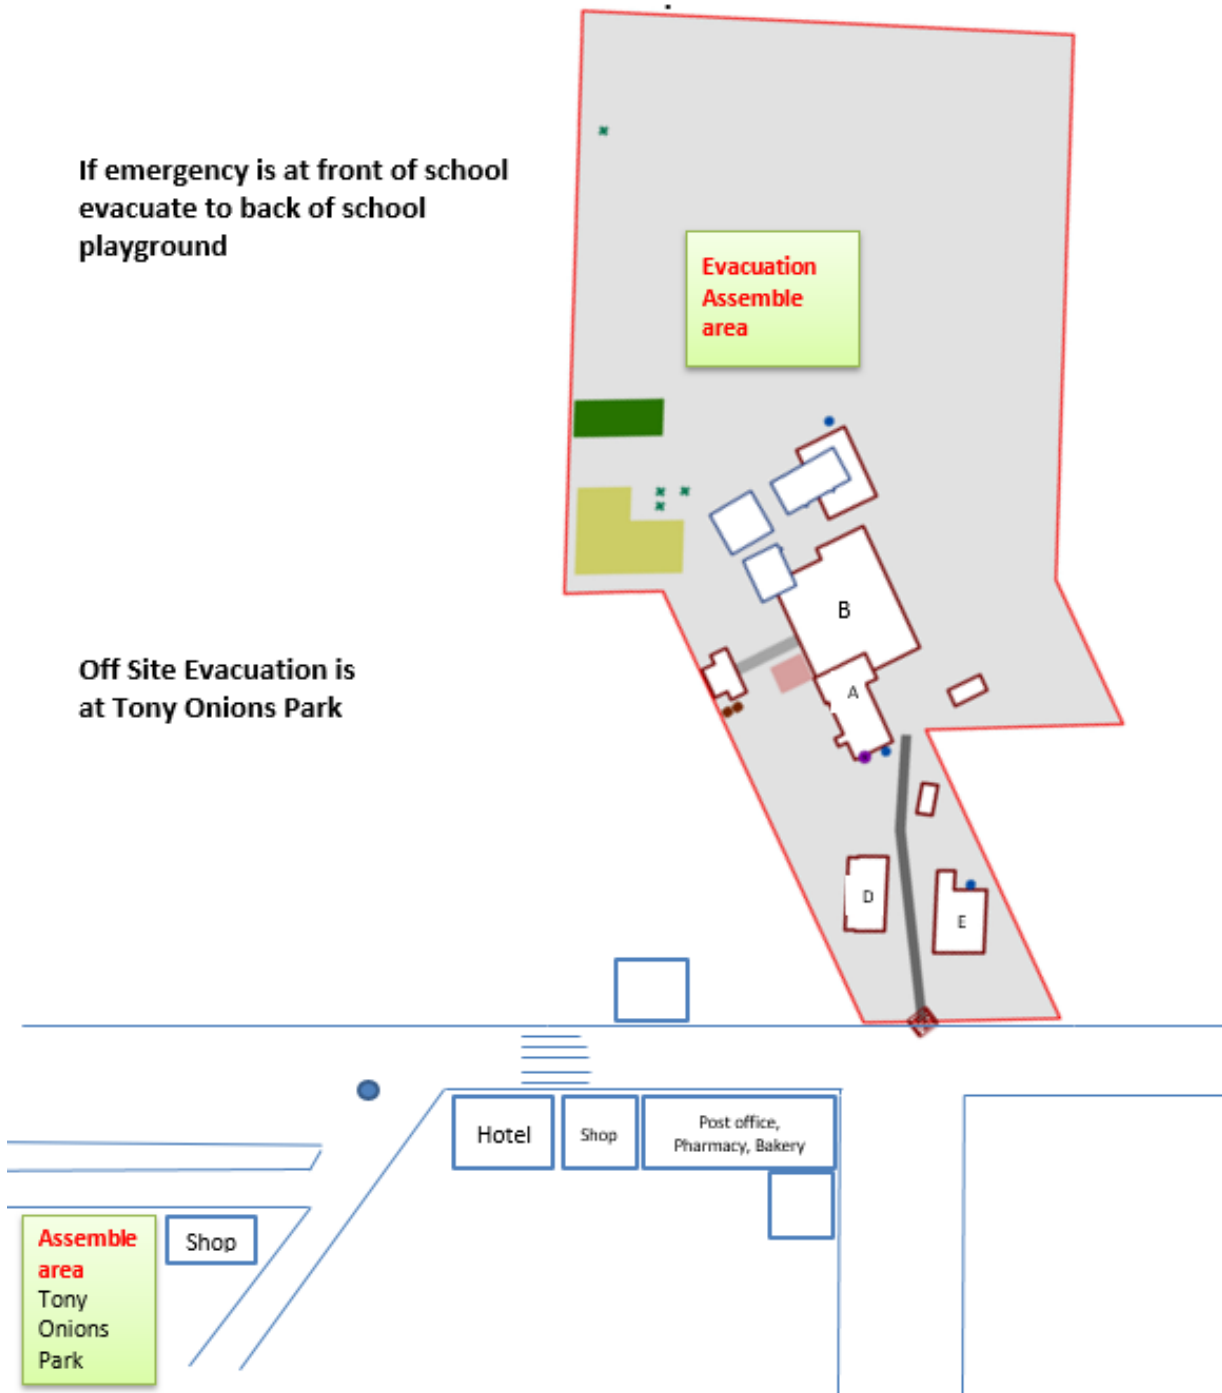 If emergency is at front of school
evacuate to back of school
playground
Evacuation
Assemble
area
B
Off Site Evacuation is
at Tony Onions Park
A
D
E
Hotel
Shop
Post office,
Pharmacy, Bakery
Assemble
area
Tony
Onions
Park
Shop